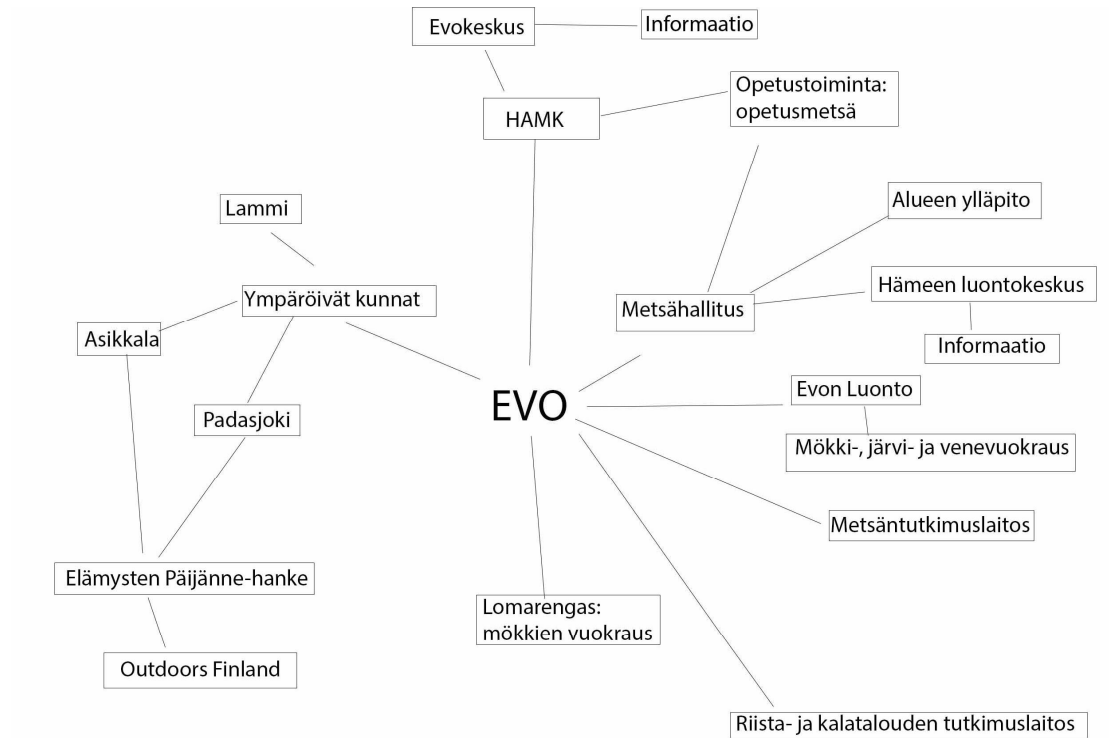 Evokeskus
Informaatio
HAMK
Opetustoiminta:
opetusmetsä
Lammi
Alueen ylläpito
Ympäröivät kunnat
Metsähallitus
Hämeen luontokeskus
Informaatio
Asikkala
Padasjoki
EVO
Evon Luonto
Mökki-, järvi- ja venevuokraus
Metsäntutkimuslaitos
Elämysten Päijänne-hanke
Lomarengas:
mökkien vuokraus
Outdoors Finland
Riista- ja kalatalouden tutkimuslaitos